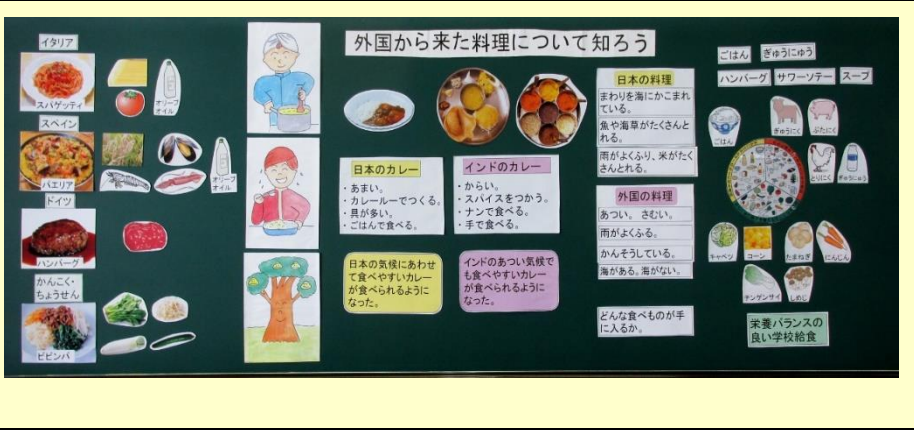 外国から来た料理について知ろう
イタリア
スパゲッティ
オリーブ
オイル
スペイン
パエリア
オリーブ
オイル
ドイツ
ハンバーグ
かんこく・
ちょうせん
ビビンバ
日本のカレー
・あまい。
・カレールーでつくる。
・具が多い。
・ごはんで食べる。
インドのカレー
・からい。
・スパイスをつかう。
・ナンで食べる。
・手で食べる。
日本の気候にあわせ
て食べやすいカレー
が食べられるように
なった。
インドのあつい気候で
も食べやすいカレー
が食べられるように
なった。
日本の料理
まわりを海にかこまれ
ている。
魚や海草がたくさんと
れる。
雨がよくふり、米がたく
さんとれる。
外国の料理
あつい。さむい。
雨がよくふる。
かんそうしている。
海がある。海がない。
どんな食べものが手
に入るか。
ごはん
ぎゅうにゅう
ハンバーグ
サワーソテー
スープ
ごはん
ぎゅうにく
ぶたにく
とりにく
ぎゅうにゅう
キャベツ
コーン
たまねぎ
にんじん
チンゲンサイ
しめじ
栄養バランスの
良い学校給食